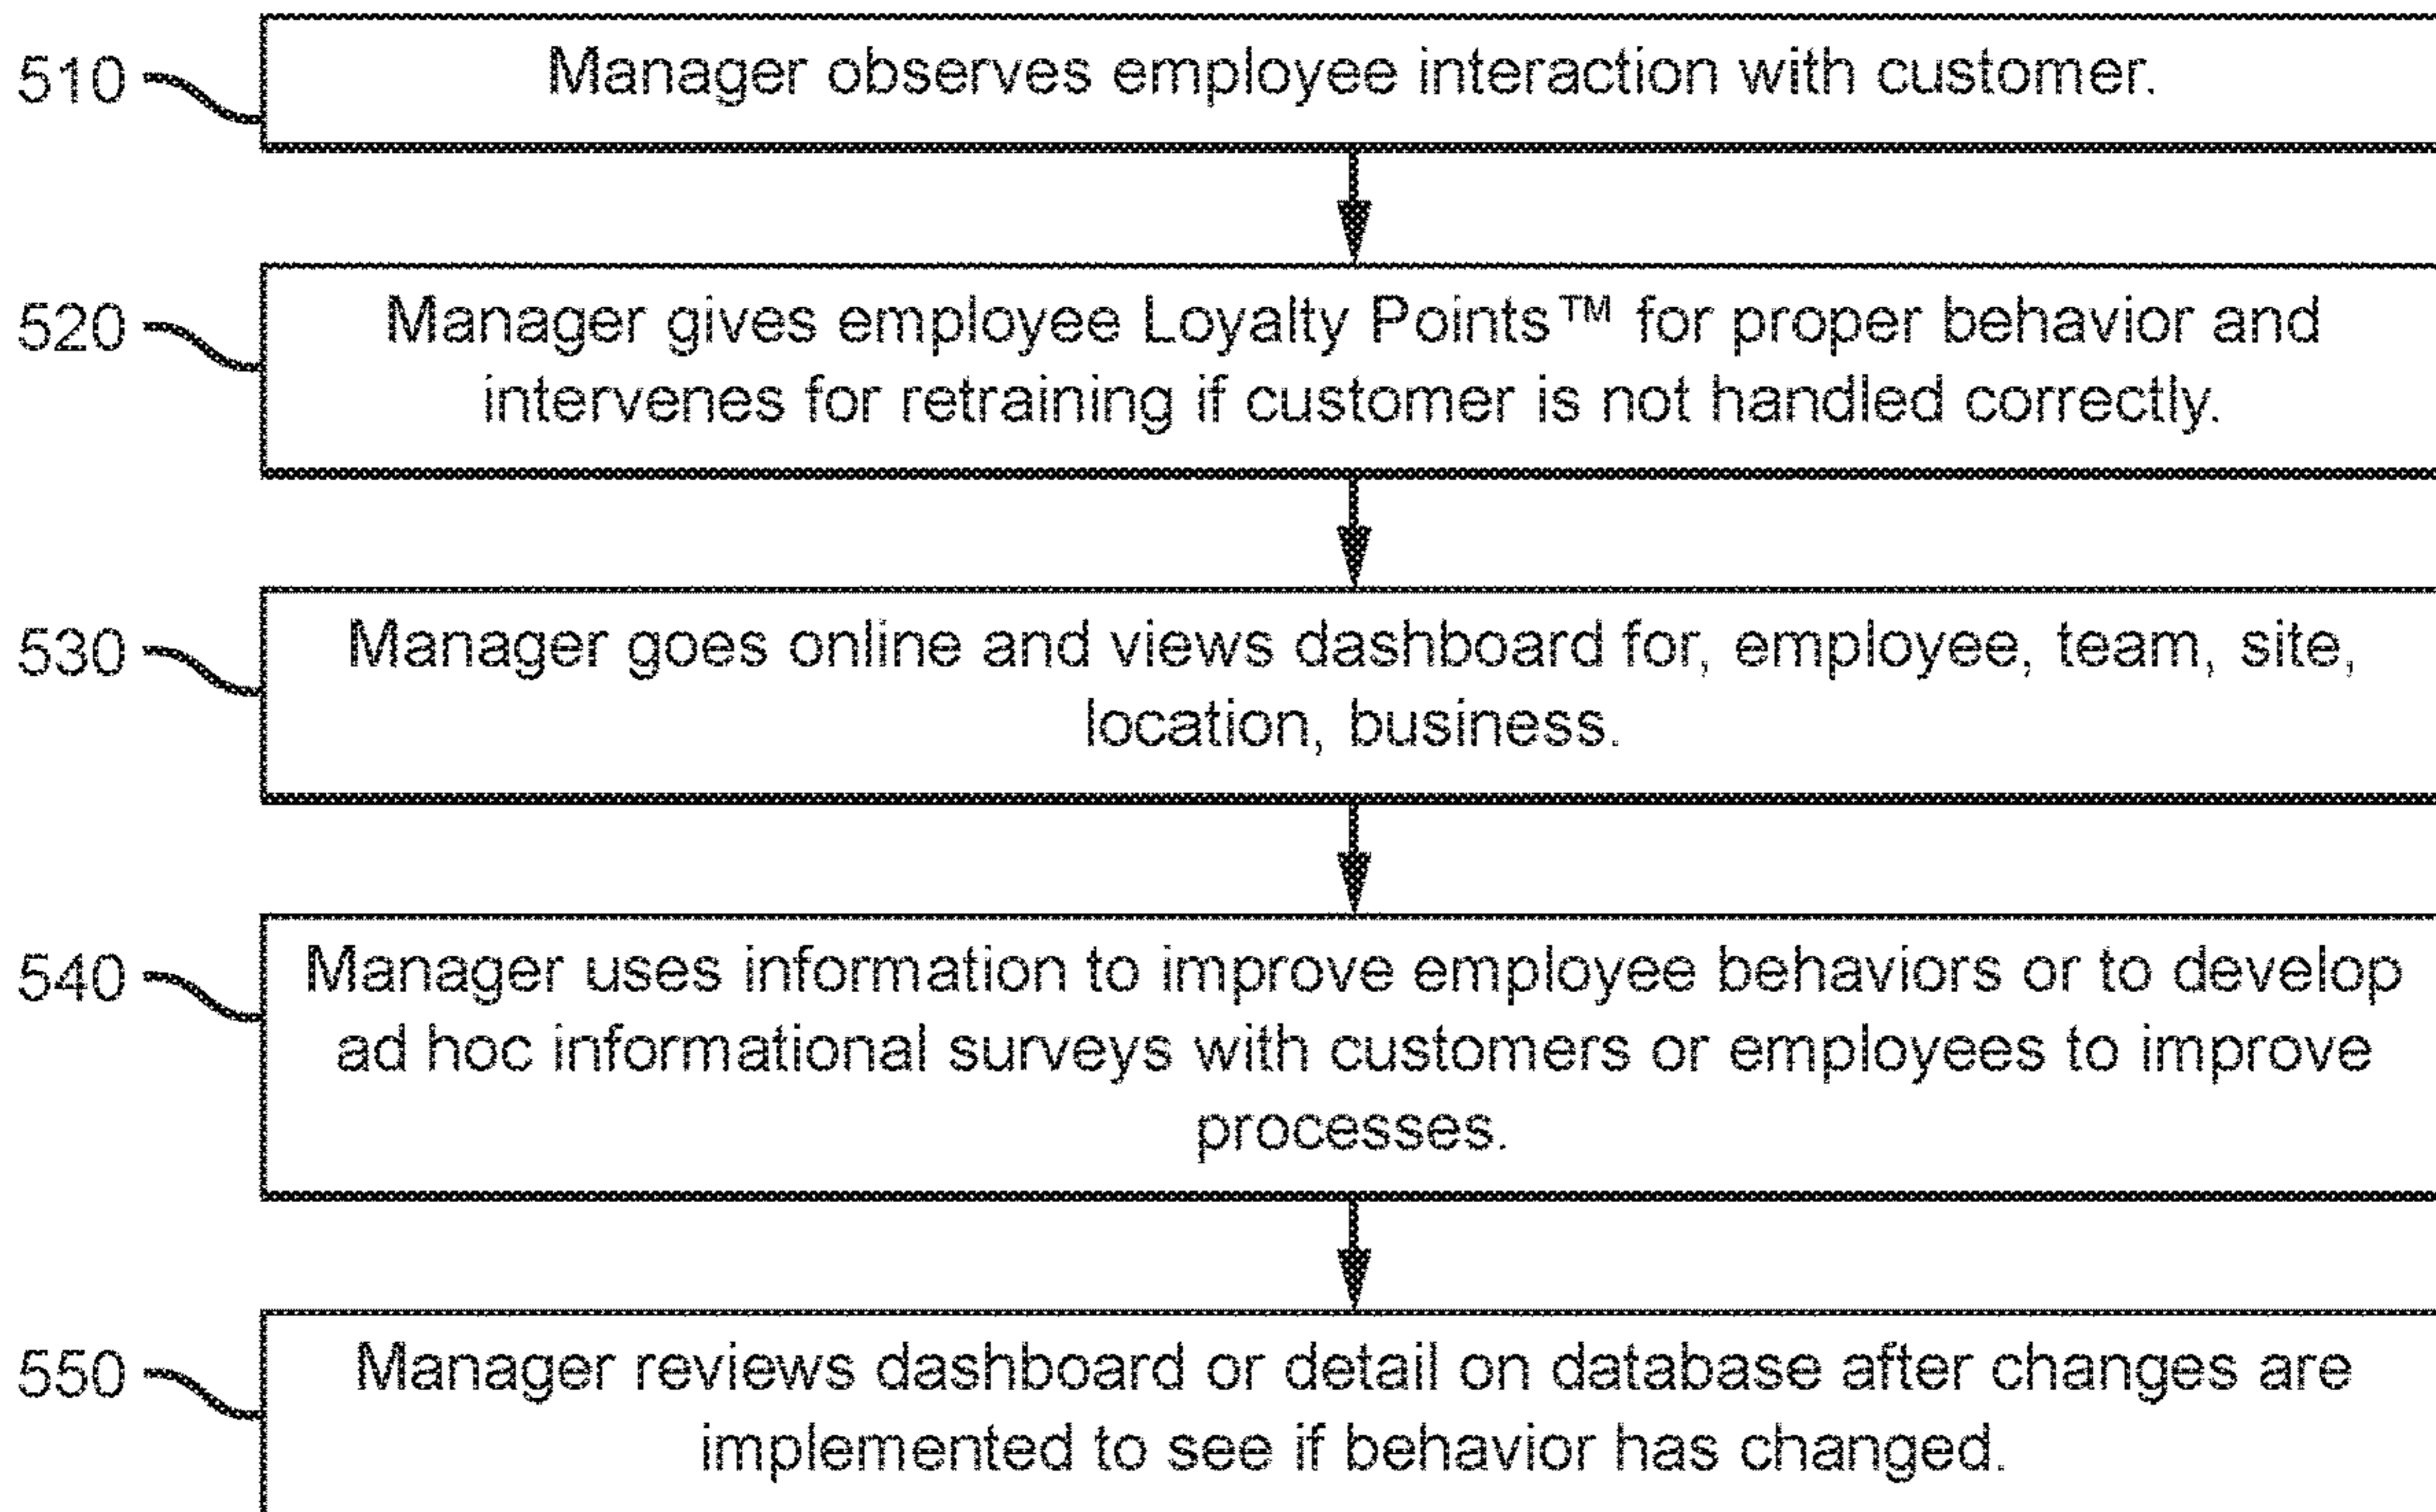 510
Manager observes employee interaction with customer.
520
Manager gives employee Loyalty Points™ for proper behavior and
intervenes for retraining if customer is not handled correctly.
530
Manager goes online and views dashboard for, employee, team, site,
location, business.
540
Manager uses information to improve employee behaviors or to develop
ad hoc informational surveys with customers or employees to improve
processes.
550
Manager reviews dashboard or detail on database after changes are
implemented to see if behavior has changed.